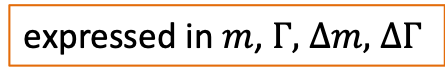 expressed in 𝑚, Γ, Δ𝑚, ΔΓ